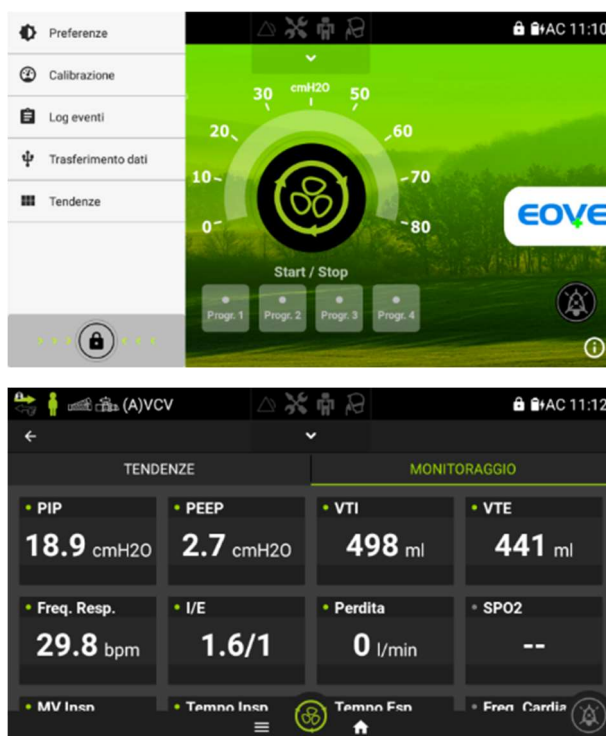 Preferenze
AC 11:10
Calibrazione
Log eventi
Trasferimento dati
Tendenze
cmH2O
0
10
20
30
50
60
70
80
EOVE
Start / Stop
Progr. 1
Progr. 2
Progr. 3
Progr. 4
(A)VCV
AC 11:12
TENDENZE
MONITORAGGIO
PIP
18.9 cmH2O
PEEP
2.7 cmH2O
VTI
498 ml
VTE
441 ml
Freq. Resp.
29.8 bpm
I/E
1.6/1
Perdita
0 l/min
SPO2
--
MV Insp
Tempo Insp
Tempo Esp
Freq. Cardia